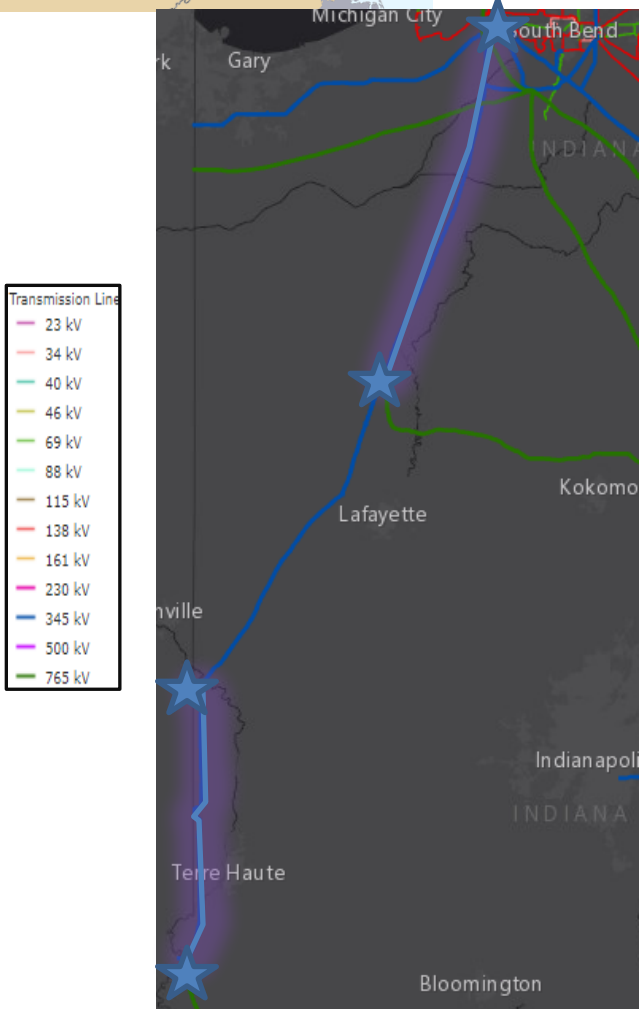 Michigan City
South Bend
rk
Gary
INDIANA
Transmission Line
23 kV
34 kV
40 kV
46 kV
69 kV
88 kV
115 kV
138 kV
161 kV
230 kV
345 kV
500 kV
765 kV
Kokomo
Lafayette
nville
Indianapoli
INDIANA
Terre Haute
Bloomington